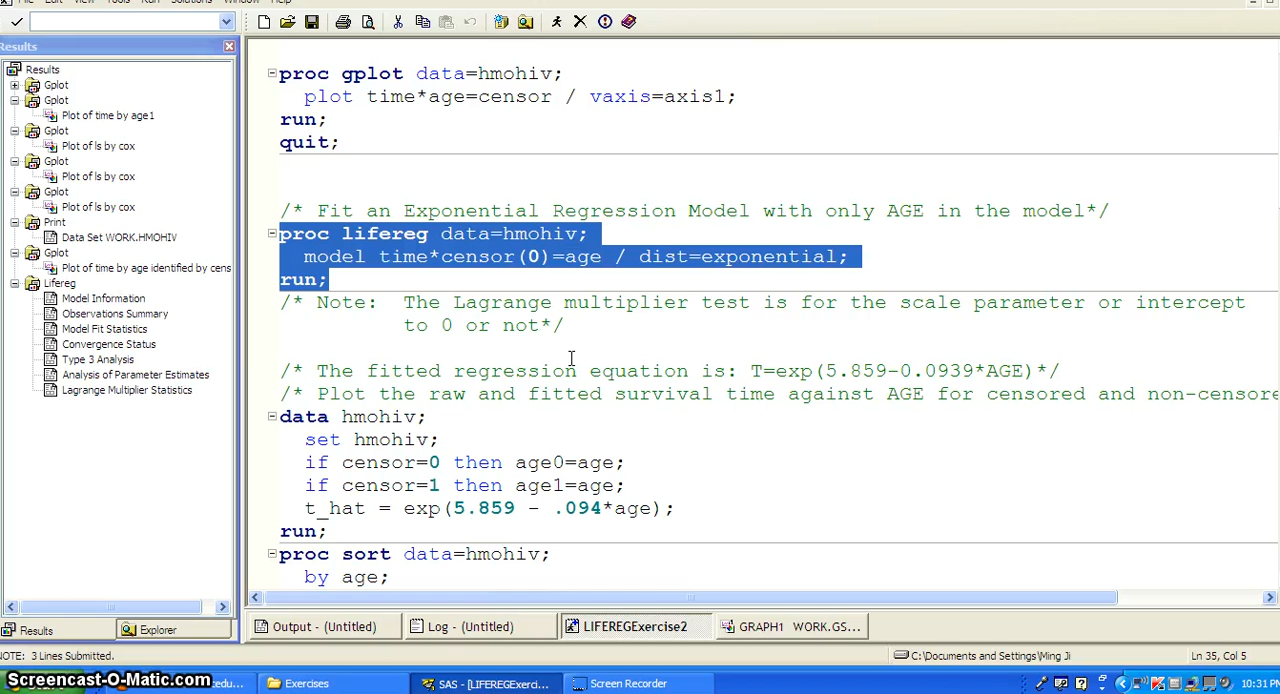 File Edit View Tools Run Solutions Window Help
Results
Results
Gplot
Gplot
Plot of time by age1
Gplot
Plot of ls by cox
Gplot
Plot of ls by cox
Gplot
Plot of ls by cox
Print
Data Set WORK.HMOHIV
Gplot
Plot of time by age identified by cens
Lifereg
Model Information
Observations Summary
Model Fit Statistics
Convergence Status
Type 3 Analysis
Analysis of Parameter Estimates
Lagrange Multiplier Statistics
Results
Explorer
proc gplot data=hmohiv;
plot time*age=censor / vaxis=axis1;
run;
quit;
/* Fit an Exponential Regression Model with only AGE in the model*/
proc lifereg data=hmohiv;
model time*censor(0)=age / dist=exponential;
run;
/* Note: The Lagrange multiplier test is for the scale parameter or intercept
to 0 or not*/
/* The fitted regression equation is: T=exp(5.859-0.0939*AGE)*/
/* Plot the raw and fitted survival time against AGE for censored and non-censore
data hmohiv;
set hmohiv;
if censor=0 then age0=age;
if censor=1 then age1=age;
t_hat = exp(5.859 - .094*age);
run;
proc sort data=hmohiv;
by age;
Output - (Untitled)
Log - (Untitled)
LIFEREGExercise2
GRAPH1 WORK.GS...
NOTE: 3 Lines Submitted.
C:\Documents and Settings\Ming Ji
Ln 35, Col 5
Screencast-O-Matic.com
Exercises
SAS - [LIFEREGExerci...
Screen Recorder
10:31 PM